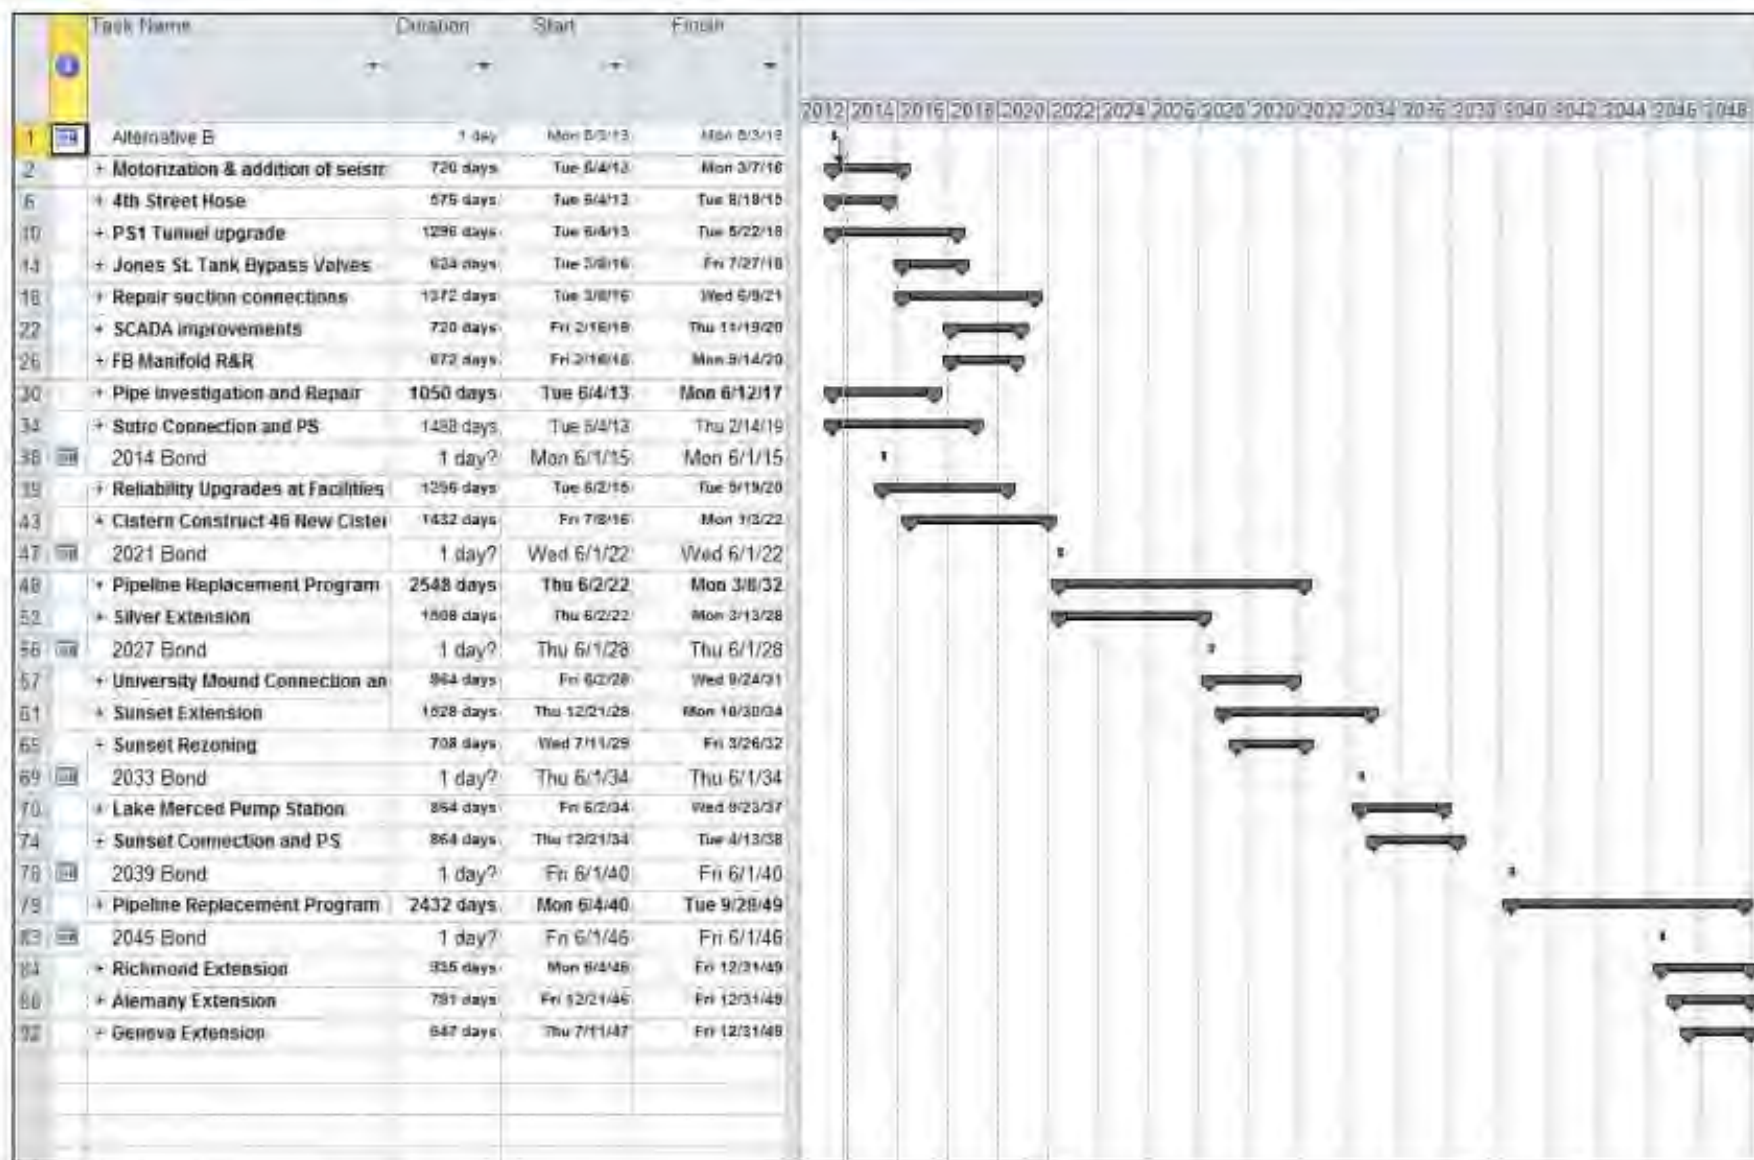 Task Name Duration Start Finish
2012 2014 2016 2018 2020 2022 2024 2026 2028 2036 2038 2040 2042 2044 2046 2048
1 Alternative B 1 day
2 + Motorization & addition of seism 720 days Tue 6/4/13 Mon 3/7/16
6 + 4th Street Hose 575 days Tue 6/4/13 Tue 8/18/15
10 + PS1 Tunnel upgrade 1296 days Tue 6/4/13 Tue 5/22/18
14 + Jones St. Tank Bypass Valves 624 days Tue 3/8/16 Fri 7/27/18
18 + Repair suction connections 1372 days Tue 3/8/16 Wed 6/9/21
22 + SCADA improvements 720 days Fri 2/16/18 Thu 11/19/20
26 + FB Manifold R&R 672 days Fri 2/16/18 Mon 9/14/20
30 + Pipe Investigation and Repair 1050 days Tue 6/4/13 Mon 6/12/17
34 + Sutro Connection and PS 1488 days Tue 6/4/13 Thu 2/14/19
38 2014 Bond 1 day? Mon 6/1/15 Mon 6/1/15
39 + Reliability Upgrades at Facilities 1296 days Tue 6/2/15 Tue 5/19/20
43 + Cistern Construct 46 New Cister 1432 days Fri 7/8/16 Mon 1/3/22
47 2021 Bond 1 day? Wed 6/1/22 Wed 6/1/22
48 + Pipeline Replacement Program 2548 days Thu 6/2/22 Mon 3/8/32
52 + Silver Extension 1508 days Thu 6/2/22 Mon 3/13/28
56 2027 Bond 1 day? Thu 6/1/28 Thu 6/1/28
57 + University Mound Connection an 864 days Fri 6/2/28 Wed 9/24/31
61 + Sunset Extension 1528 days Thu 12/21/28 Mon 10/30/34
65 + Sunset Rezoning 708 days Wed 7/11/29 Fri 3/26/32
69 2033 Bond 1 day? Thu 6/1/34 Thu 6/1/34
70 + Lake Merced Pump Station 864 days Fri 6/2/34 Wed 9/23/37
74 + Sunset Connection and PS 864 days Thu 12/21/34 Tue 4/13/38
78 2039 Bond 1 day? Fri 6/1/40 Fri 6/1/40
79 + Pipeline Replacement Program 2432 days Mon 6/4/40 Tue 9/28/49
83 2045 Bond 1 day? Fri 6/1/46 Fri 6/1/46
84 + Richmond Extension 935 days Mon 6/4/46 Fri 12/31/49
88 + Alemany Extension 791 days Fri 12/21/46 Fri 12/31/49
92 + Geneva Extension 647 days Thu 7/11/47 Fri 12/31/49